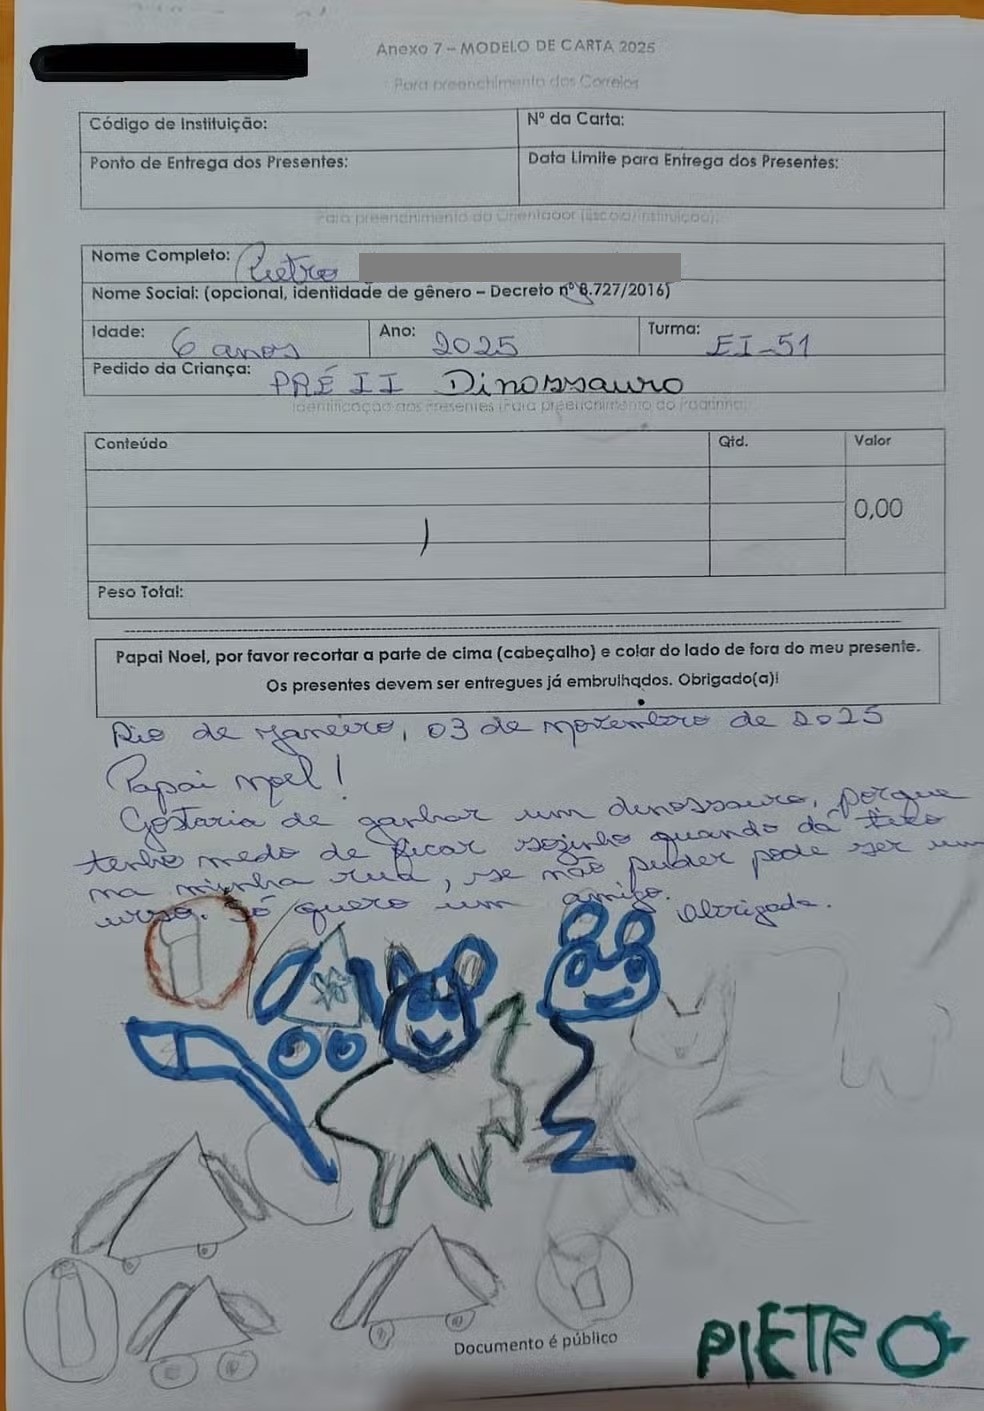 Anexo 7 – MODELO DE CARTA 2025
Para preenchimento dos Correios
Código de Instituição:
Nº da Carta:
Ponto de Entrega dos Presentes:
Data Limite para Entrega dos Presentes:
Para preenchimento do Orientador (Escola/Instituição):
Nome Completo: Pietro
Nome Social: (opcional, identidade de gênero – Decreto nº 8.727/2016)
Idade: 6 anos
Ano: 2025
Turma: EI-51
Pedido da Criança: PRÉ II Dinossauro
Identificação dos Presentes (Para preenchimento do Padrinho)
Conteúdo
Qtd.
Valor
0,00
Peso Total:
Papai Noel, por favor recortar a parte de cima (cabeçalho) e colar do lado de fora do meu presente.
Os presentes devem ser entregues já embrulhados. Obrigado(a)!
Rio de Janeiro, 03 de novembro de 2025
Papai Noel!
Gostaria de ganhar um dinossauro, porque
tenho medo de ficar sozinho quando dá tiro
na minha rua, se não puder pode ser um
urso. Só quero um amigo. Obrigada.
Documento é público
PIETRO